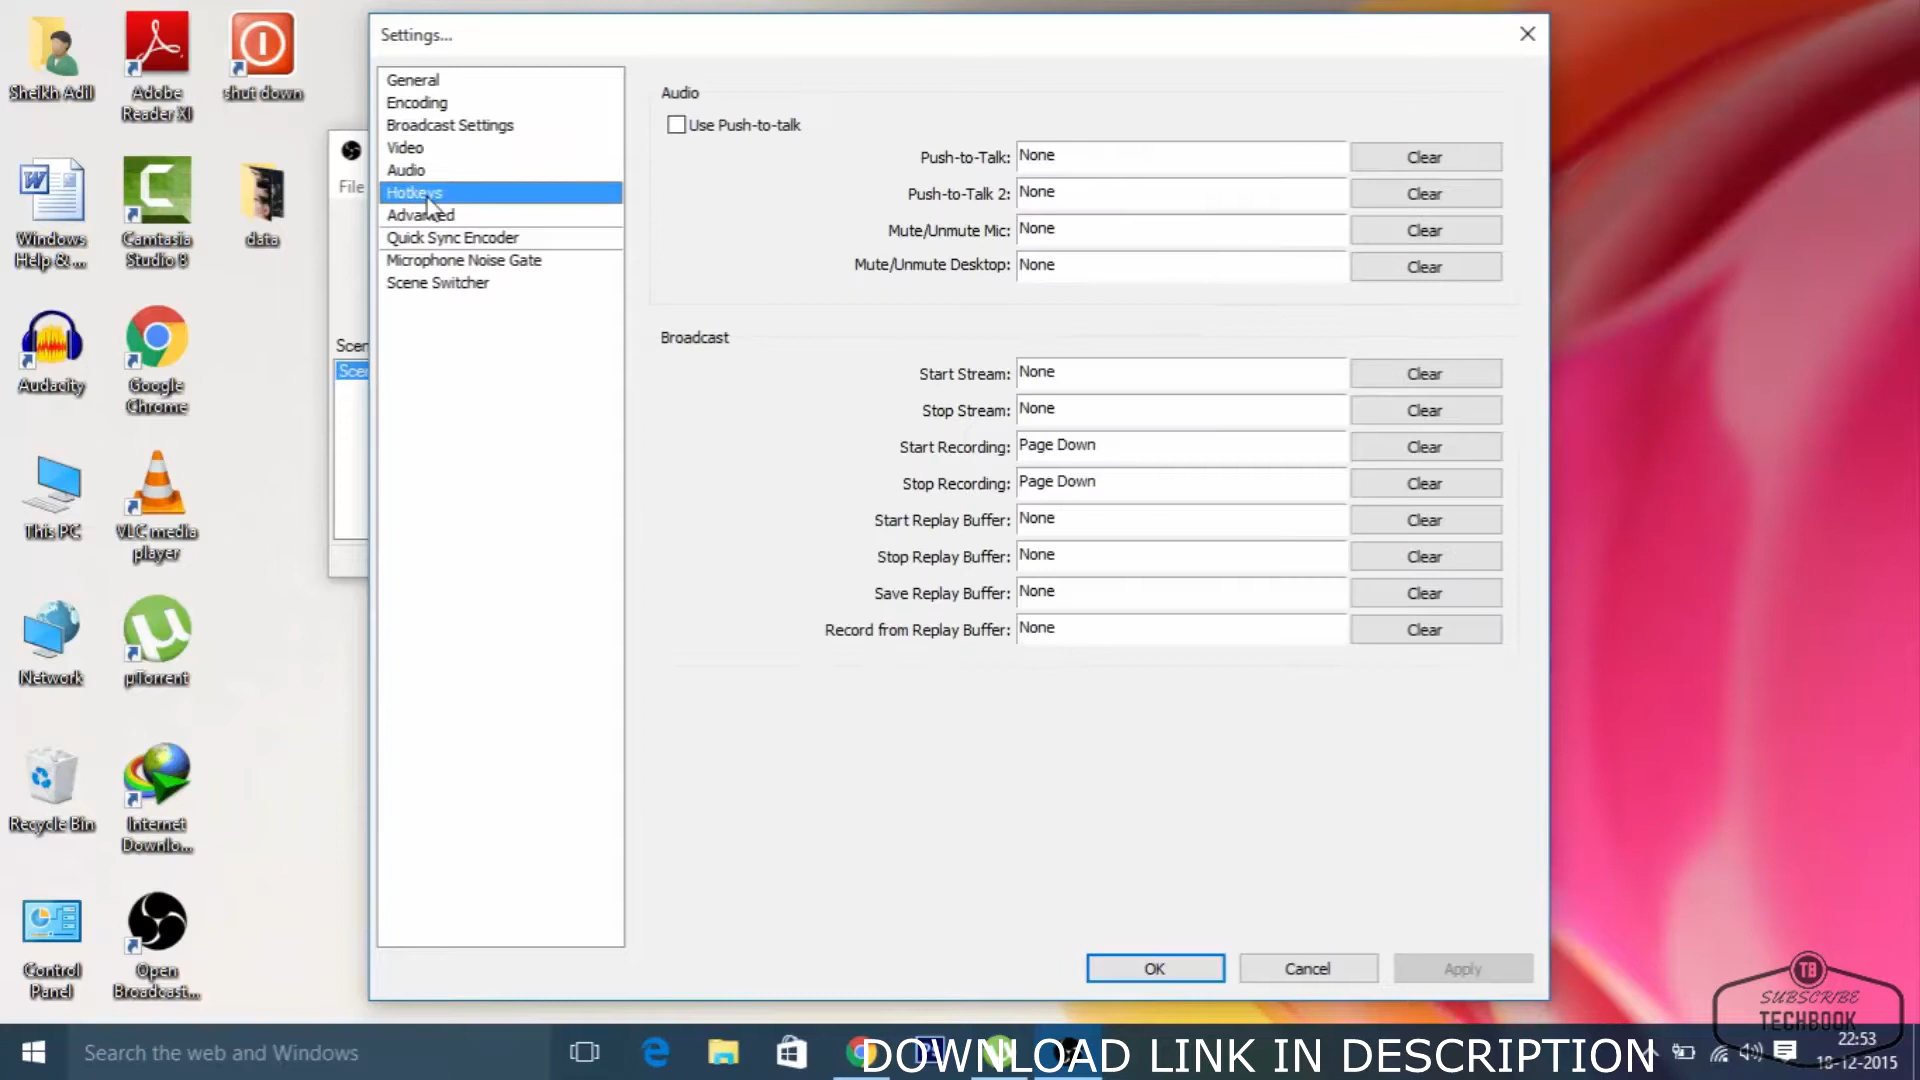 Settings...
General
Encoding
Broadcast Settings
Video
Audio
Hotkeys
Advanced
Quick Sync Encoder
Microphone Noise Gate
Scene Switcher
Audio
Use Push-to-talk
Push-to-Talk: None Clear
Push-to-Talk 2: None Clear
Mute/Unmute Mic: None Clear
Mute/Unmute Desktop: None Clear
Broadcast
Start Stream: None Clear
Stop Stream: None Clear
Start Recording: Page Down Clear
Stop Recording: Page Down Clear
Start Replay Buffer: None Clear
Stop Replay Buffer: None Clear
Save Replay Buffer: None Clear
Record from Replay Buffer: None Clear
OK Cancel Apply
File
Scen
Scen
Sheikh Adil
Adobe
Reader XI
shut down
Windows
Help & ...
Camtasia
Studio 8
data
Audacity
Google
Chrome
This PC
VLC media
player
Network
µTorrent
Recycle Bin
Internet
Downlo...
Control
Panel
Open
Broadcast...
TB
SUBSCRIBE
TECHBOOK
Search the web and Windows
DOWNLOAD LINK IN DESCRIPTION
22:53
18-12-2015